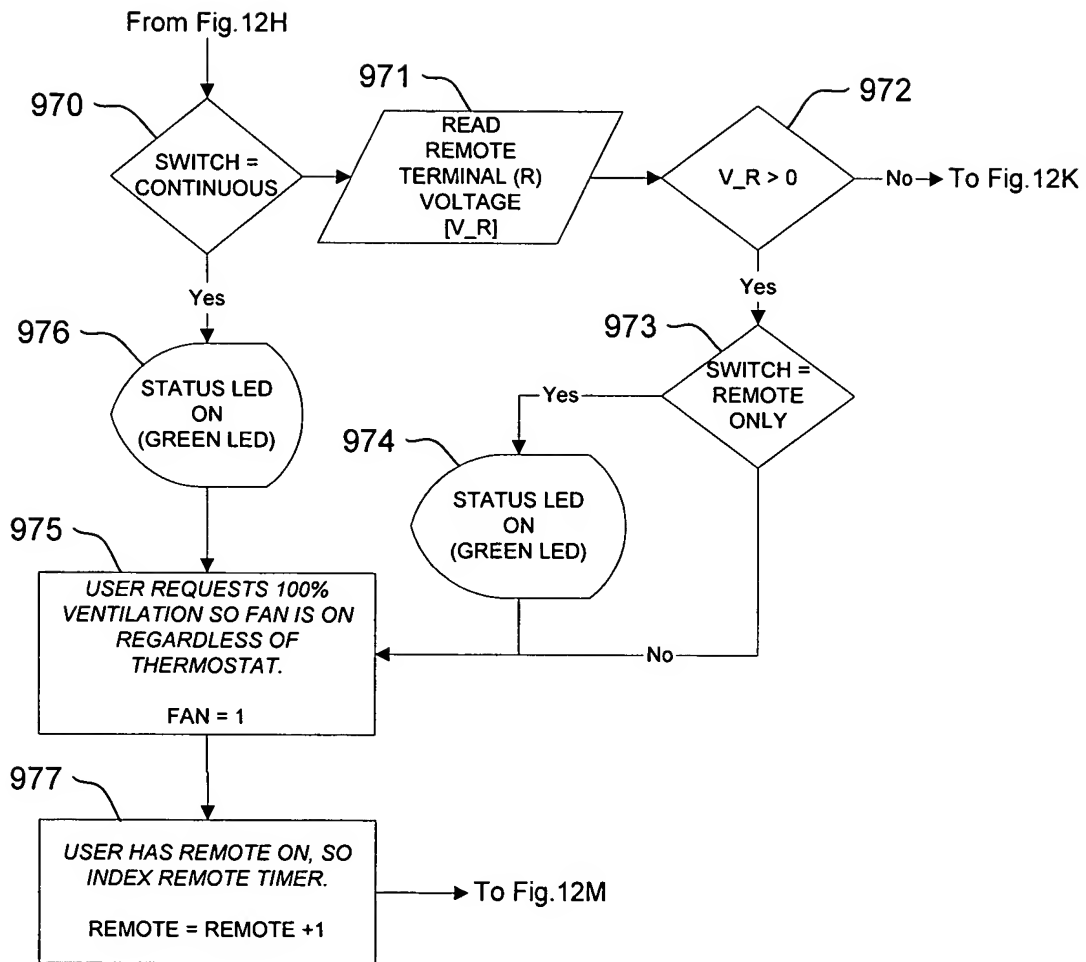 From Fig.12H
970
SWITCH =
CONTINUOUS
971
READ
REMOTE
TERMINAL (R)
VOLTAGE
[V_R]
972
V_R > 0
No
To Fig.12K
Yes
Yes
976
STATUS LED
ON
(GREEN LED)
973
SWITCH =
REMOTE
ONLY
Yes
974
STATUS LED
ON
(GREEN LED)
No
975
USER REQUESTS 100%
VENTILATION SO FAN IS ON
REGARDLESS OF
THERMOSTAT.
FAN = 1
977
USER HAS REMOTE ON, SO
INDEX REMOTE TIMER.
REMOTE = REMOTE +1
To Fig.12M